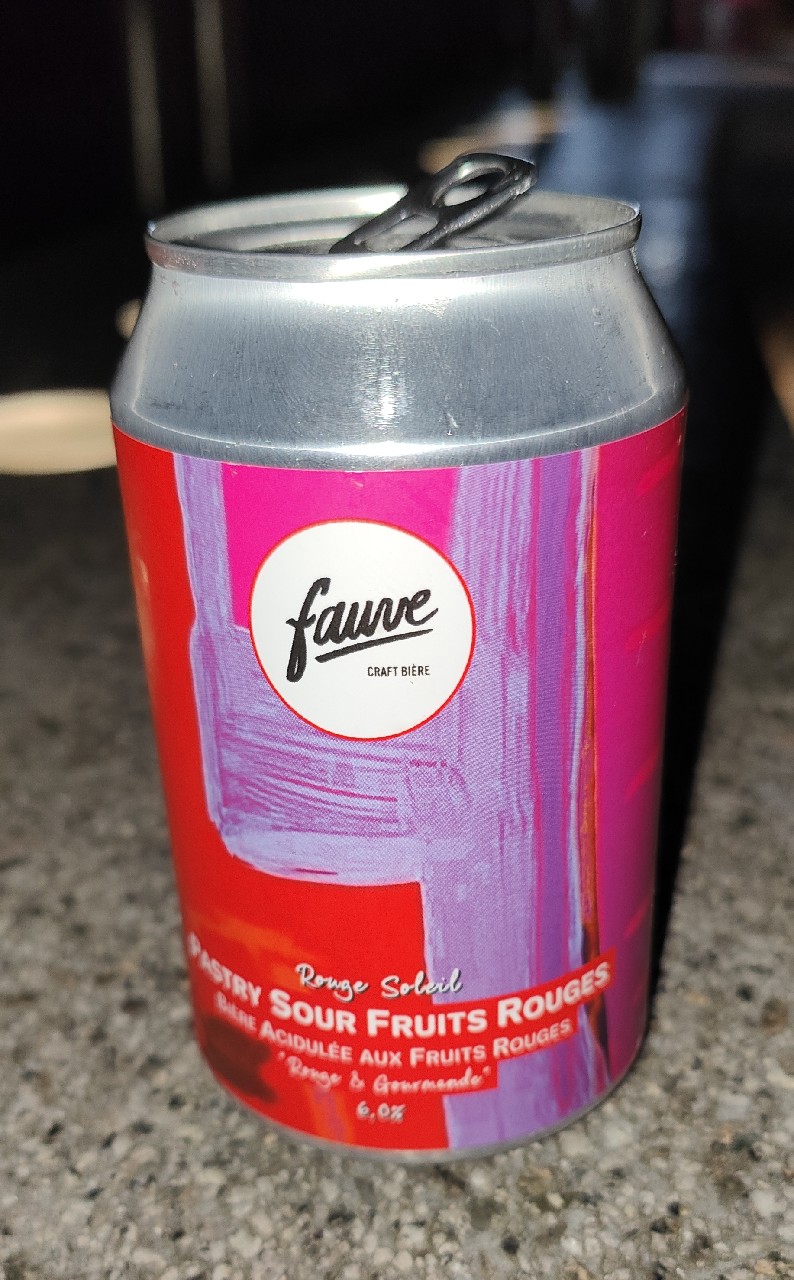 fauve
CRAFT BIÈRE
Rouge Soleil
PASTRY SOUR FRUITS ROUGES
BIÈRE ACIDULÉE AUX FRUITS ROUGES
"Rouge & Gourmande"
6,0%